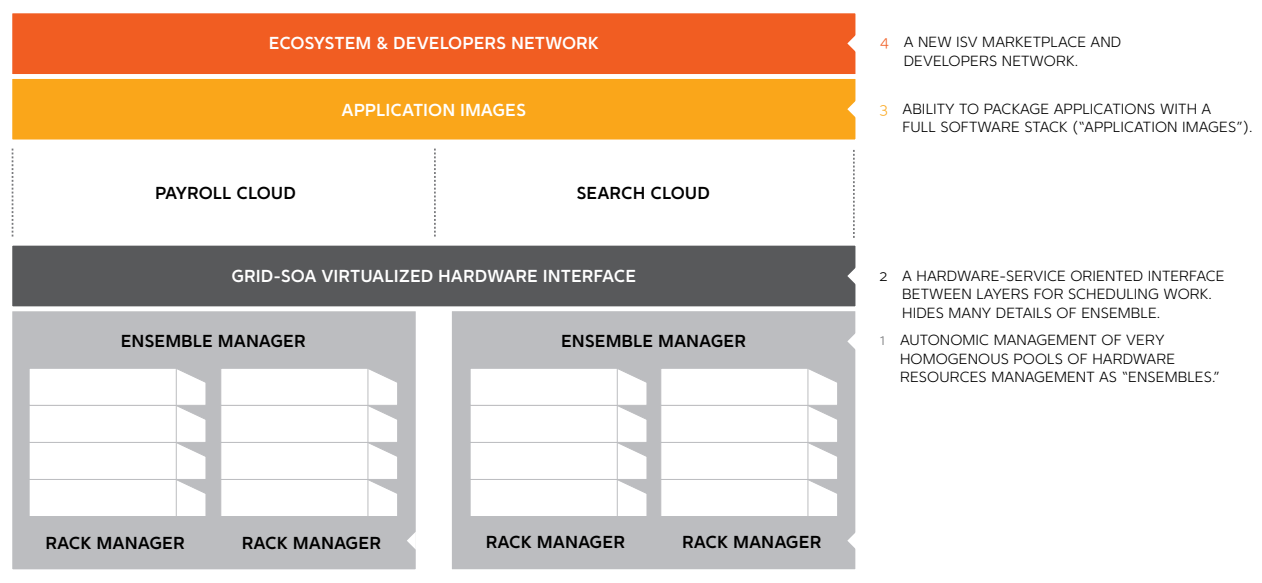 ECOSYSTEM & DEVELOPERS NETWORK
4 A NEW ISV MARKETPLACE AND
DEVELOPERS NETWORK.
APPLICATION IMAGES
3 ABILITY TO PACKAGE APPLICATIONS WITH A
FULL SOFTWARE STACK (“APPLICATION IMAGES”).
PAYROLL CLOUD
SEARCH CLOUD
GRID-SOA VIRTUALIZED HARDWARE INTERFACE
2 A HARDWARE-SERVICE ORIENTED INTERFACE
BETWEEN LAYERS FOR SCHEDULING WORK.
HIDES MANY DETAILS OF ENSEMBLE.
ENSEMBLE MANAGER
ENSEMBLE MANAGER
1 AUTONOMIC MANAGEMENT OF VERY
HOMOGENOUS POOLS OF HARDWARE
RESOURCES MANAGEMENT AS “ENSEMBLES.”
RACK MANAGER
RACK MANAGER
RACK MANAGER
RACK MANAGER